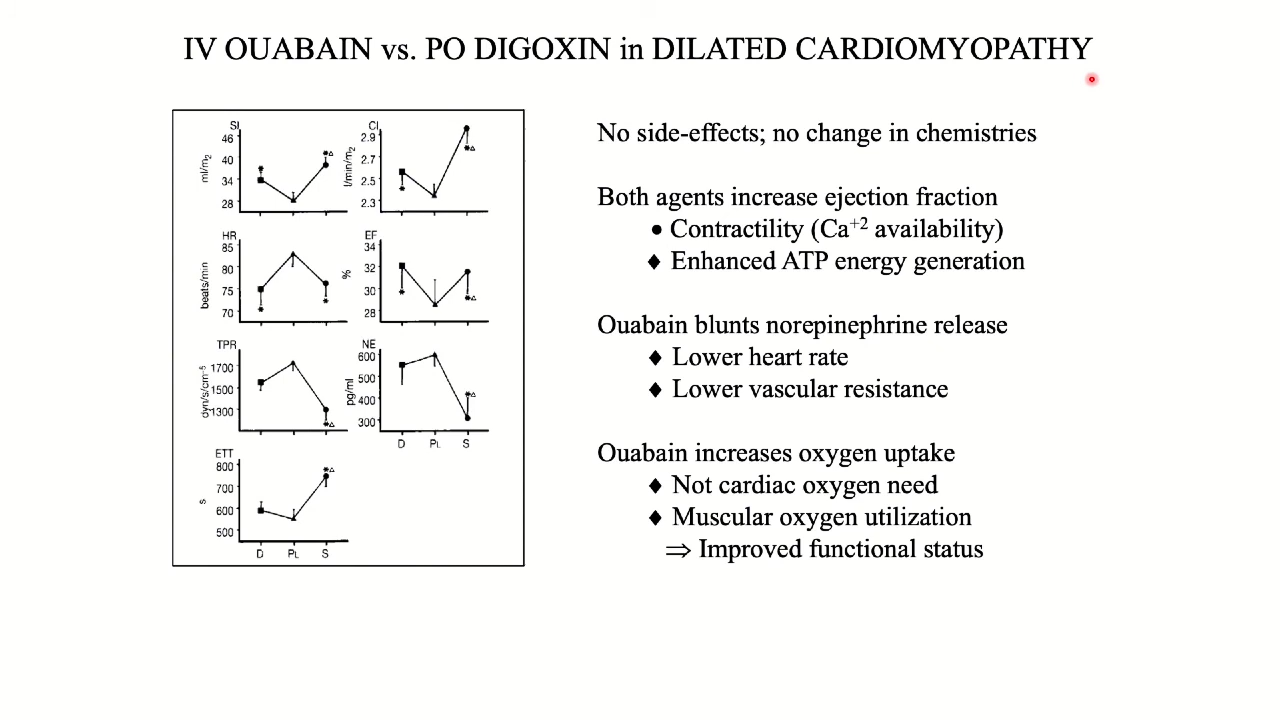 IV OUABAIN vs. PO DIGOXIN in DILATED CARDIOMYOPATHY
SI
46
40
34
28
ml/m2
*
*△
CI
2.9
2.7
2.5
2.3
l/min/m2
*
*△
HR
85
80
75
70
beats/min
*
*
EF
34
32
30
28
%
*
*△
TPR
1700
1500
1300
dyn/s/cm-5
*△
NE
600
500
400
300
pg/ml
*△
D PL S
ETT
800
700
600
500
s
*△
D PL S
No side-effects; no change in chemistries
Both agents increase ejection fraction
• Contractility (Ca+2 availability)
♦ Enhanced ATP energy generation
Ouabain blunts norepinephrine release
♦ Lower heart rate
♦ Lower vascular resistance
Ouabain increases oxygen uptake
♦ Not cardiac oxygen need
♦ Muscular oxygen utilization
⇒ Improved functional status